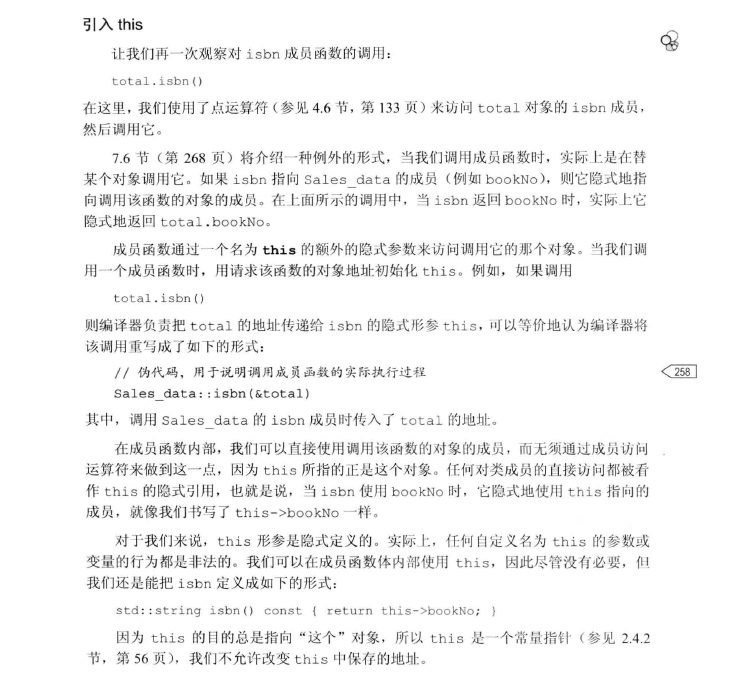 引入 this
让我们再一次观察对 isbn 成员函数的调用：
total.isbn()
在这里，我们使用了点运算符（参见 4.6 节，第 133 页）来访问 total 对象的 isbn 成员，
然后调用它。
7.6 节（第 268 页）将介绍一种例外的形式，当我们调用成员函数时，实际上是在替
某个对象调用它。如果 isbn 指向 Sales_data 的成员（例如 bookNo），则它隐式地指
向调用该函数的对象的成员。在上面所示的调用中，当 isbn 返回 bookNo 时，实际上它
隐式地返回 total.bookNo。
成员函数通过一个名为 this 的额外的隐式参数来访问调用它的那个对象。当我们调
用一个成员函数时，用请求该函数的对象地址初始化 this。例如，如果调用
total.isbn()
则编译器负责把 total 的地址传递给 isbn 的隐式形参 this，可以等价地认为编译器将
该调用重写成了如下的形式：
// 伪代码，用于说明调用成员函数的实际执行过程
258
Sales_data::isbn(&total)
其中，调用 Sales_data 的 isbn 成员时传入了 total 的地址。
在成员函数内部，我们可以直接使用调用该函数的对象的成员，而无须通过成员访问
运算符来做到这一点，因为 this 所指的正是这个对象。任何对类成员的直接访问都被看
作 this 的隐式引用，也就是说，当 isbn 使用 bookNo 时，它隐式地使用 this 指向的
成员，就像我们书写了 this->bookNo 一样。
对于我们来说，this 形参是隐式定义的。实际上，任何自定义名为 this 的参数或
变量的行为都是非法的。我们可以在成员函数体内部使用 this，因此尽管没有必要，但
我们还是能把 isbn 定义成如下的形式：
std::string isbn() const { return this->bookNo; }
因为 this 的目的总是指向“这个”对象，所以 this 是一个常量指针（参见 2.4.2
节，第 56 页），我们不允许改变 this 中保存的地址。